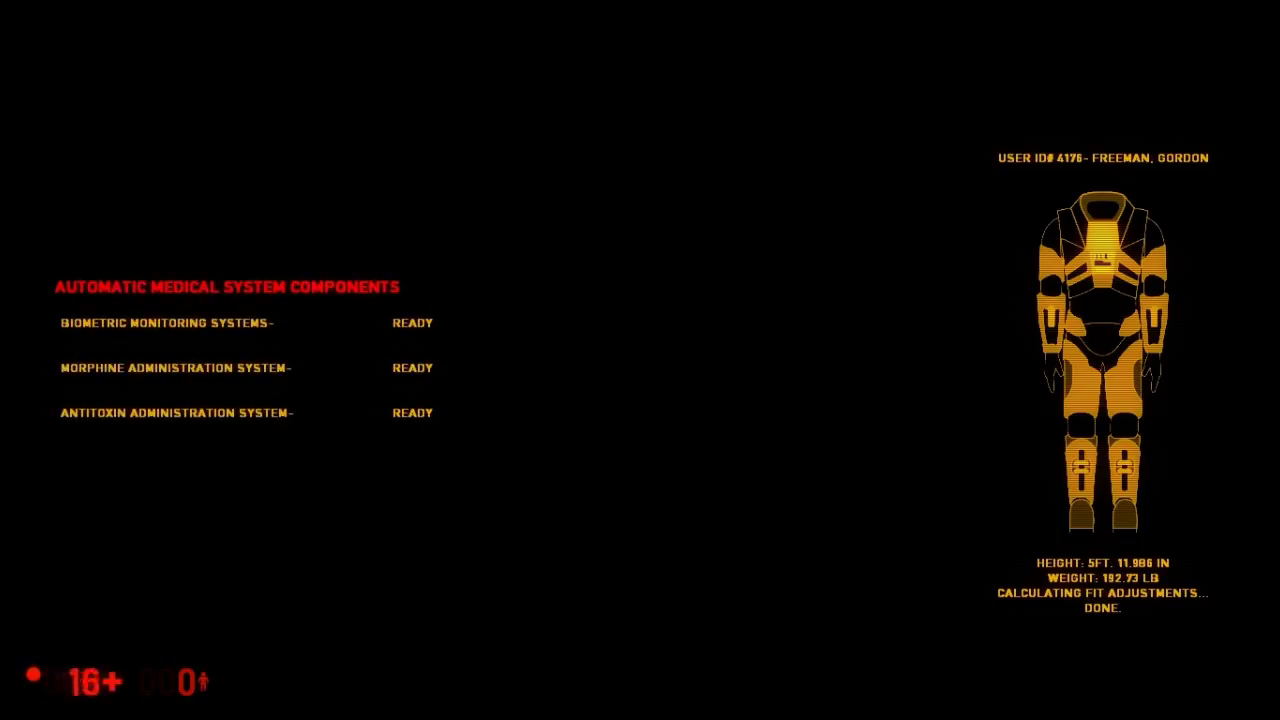 USER ID# 4176- FREEMAN, GORDON
AUTOMATIC MEDICAL SYSTEM COMPONENTS
BIOMETRIC MONITORING SYSTEMS- READY
MORPHINE ADMINISTRATION SYSTEM- READY
ANTITOXIN ADMINISTRATION SYSTEM- READY
HEIGHT: 5FT. 11.986 IN
WEIGHT: 192.73 LB
CALCULATING FIT ADJUSTMENTS...
DONE.
16+ 0